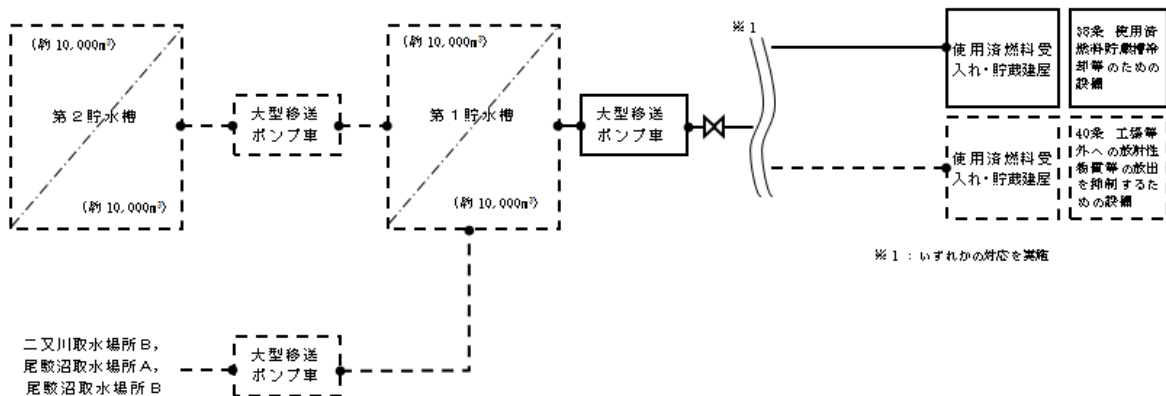 (約 10,000m³)
第２貯水槽
(約 10,000m³)
大型移送
ポンプ車
(約 10,000m³)
第１貯水槽
(約 10,000m³)
大型移送
ポンプ車
※１
使用済燃料受
入れ・貯蔵建屋
38条 使用済
燃料貯蔵槽冷
却等のための
設備
使用済燃料受
入れ・貯蔵建屋
40条 工場等
外への放射性
物質等の放出
を抑制するた
めの設備
※１：いずれかの対応を実施
二又川取水場所Ｂ，
尾駮沼取水場所Ａ，
尾駮沼取水場所Ｂ
大型移送
ポンプ車